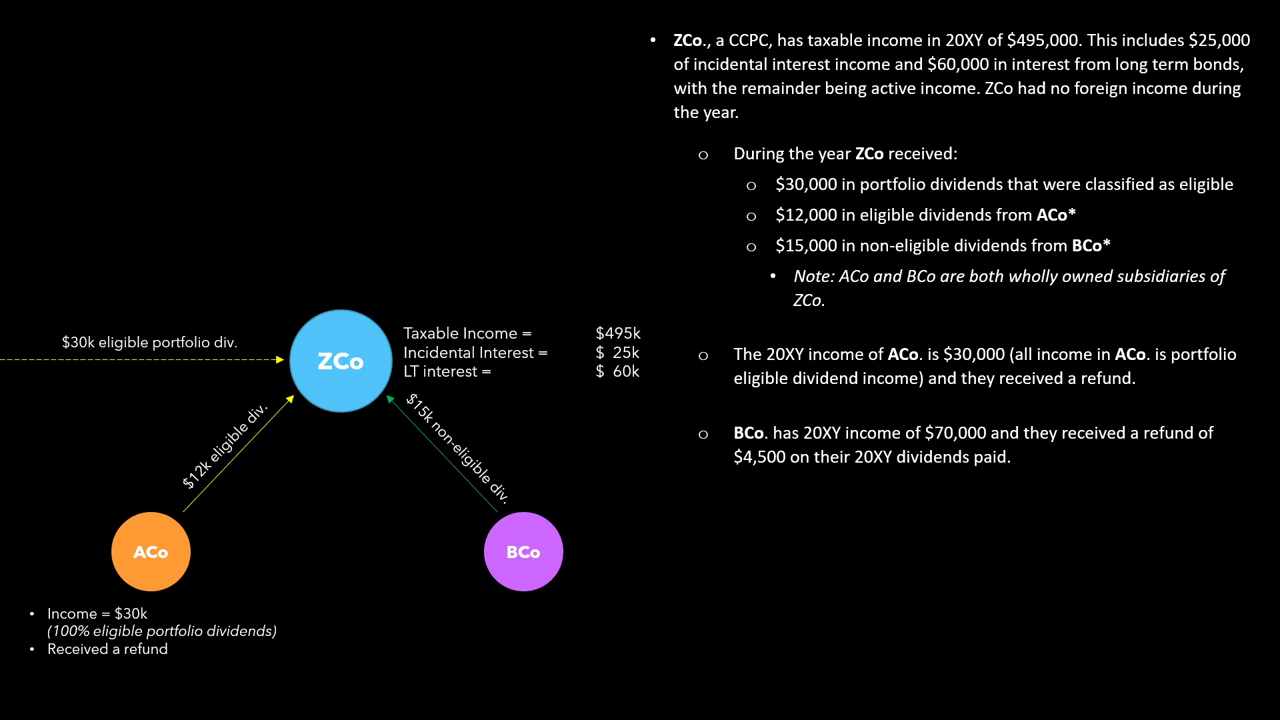 • ZCo., a CCPC, has taxable income in 20XY of $495,000. This includes $25,000
of incidental interest income and $60,000 in interest from long term bonds,
with the remainder being active income. ZCo had no foreign income during
the year.
o During the year ZCo received:
o $30,000 in portfolio dividends that were classified as eligible
o $12,000 in eligible dividends from ACo*
o $15,000 in non-eligible dividends from BCo*
• Note: ACo and BCo are both wholly owned subsidiaries of
ZCo.
o The 20XY income of ACo. is $30,000 (all income in ACo. is portfolio
eligible dividend income) and they received a refund.
o BCo. has 20XY income of $70,000 and they received a refund of
$4,500 on their 20XY dividends paid.
$30k eligible portfolio div.
ZCo
Taxable Income = $495k
Incidental Interest = $ 25k
LT interest = $ 60k
$12k eligible div.
$15k non-eligible div.
ACo
BCo
• Income = $30k
(100% eligible portfolio dividends)
• Received a refund